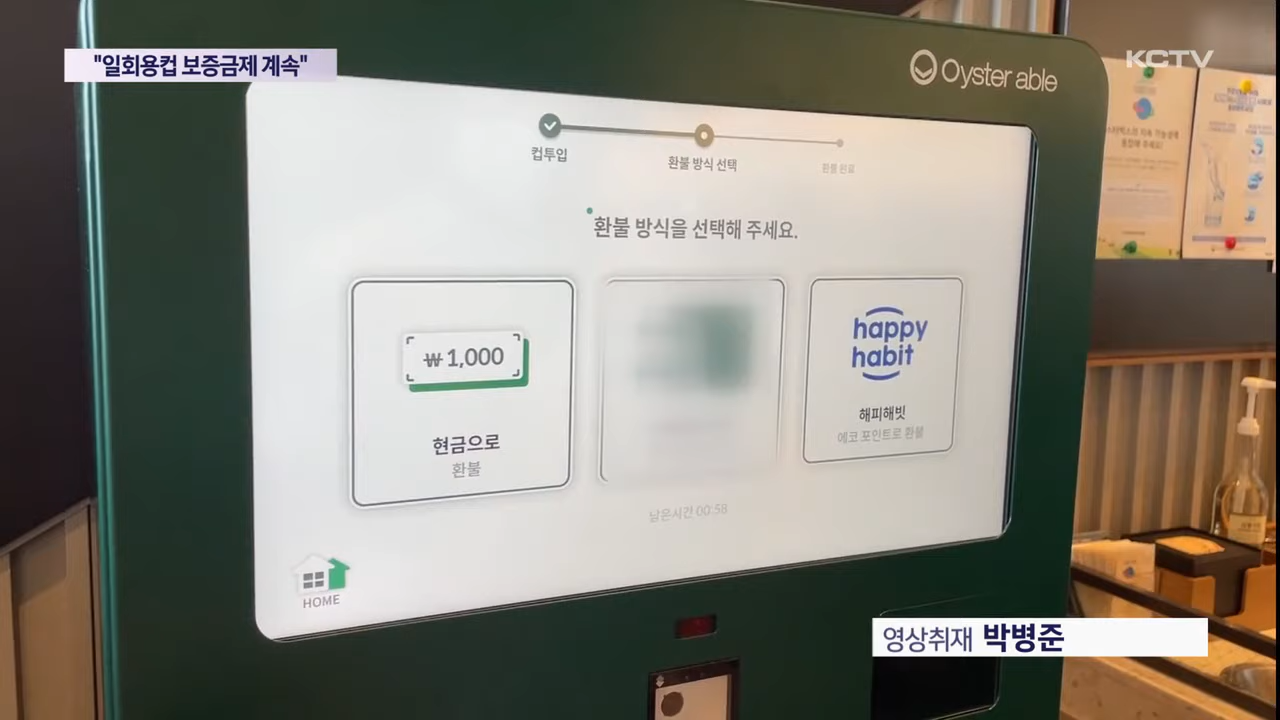 "일회용컵 보증금제 계속"
KCTV
Oyster able
컵투입
환불 방식 선택
환불 완료
환불 방식을 선택해 주세요.
₩1,000
현금으로
환불
happy
habit
해피해빗
에코 포인트로 환불
남은시간 00:58
HOME
영상취재 박병준